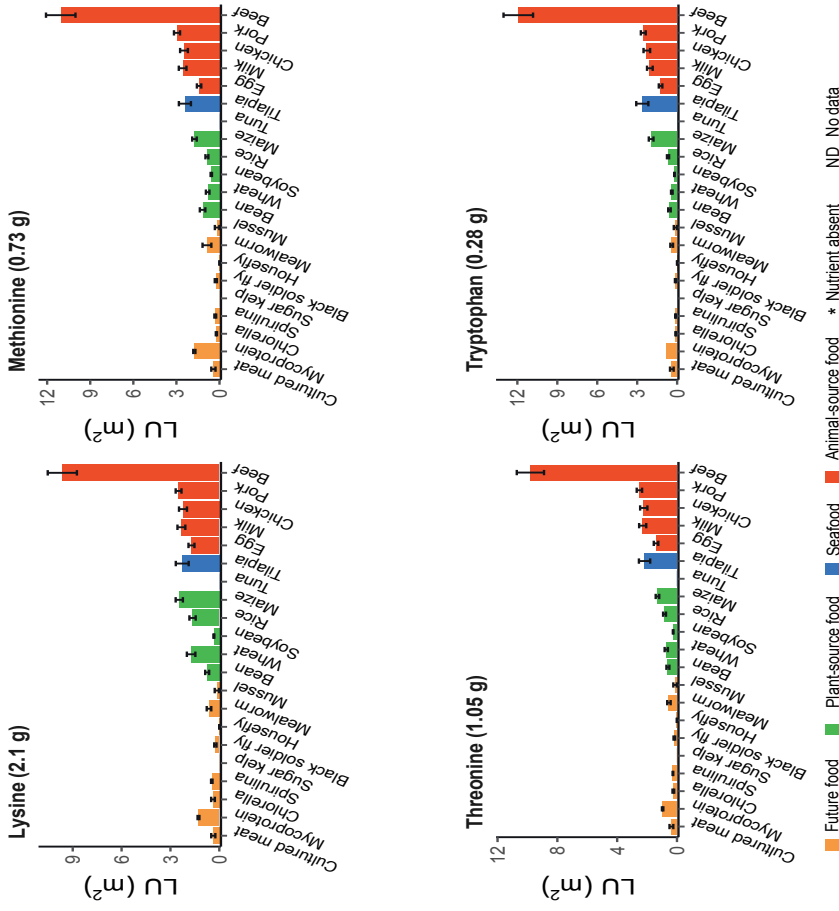 Lysine (2.1 g)
LU (m²)
0
3
6
9
Cultured meat
Mycoprotein
Chlorella
Spirulina
Sugar kelp
Black soldier fly
Housefly
Mealworm
Mussel
Bean
Wheat
Soybean
Rice
Maize
Tuna
Tilapia
Egg
Milk
Chicken
Pork
Beef
Methionine (0.73 g)
LU (m²)
0
3
6
9
12
Cultured meat
Mycoprotein
Chlorella
Spirulina
Sugar kelp
Black soldier fly
Housefly
Mealworm
Mussel
Bean
Wheat
Soybean
Rice
Maize
Tuna
Tilapia
Egg
Milk
Chicken
Pork
Beef
Threonine (1.05 g)
LU (m²)
0
4
8
12
Cultured meat
Mycoprotein
Chlorella
Spirulina
Sugar kelp
Black soldier fly
Housefly
Mealworm
Mussel
Bean
Wheat
Soybean
Rice
Maize
Tuna
Tilapia
Egg
Milk
Chicken
Pork
Beef
Tryptophan (0.28 g)
LU (m²)
0
3
6
9
12
Cultured meat
Mycoprotein
Chlorella
Spirulina
Sugar kelp
Black soldier fly
Housefly
Mealworm
Mussel
Bean
Wheat
Soybean
Rice
Maize
Tuna
Tilapia
Egg
Milk
Chicken
Pork
Beef
Future food Plant-source food Seafood Animal-source food * Nutrient absent ND No data